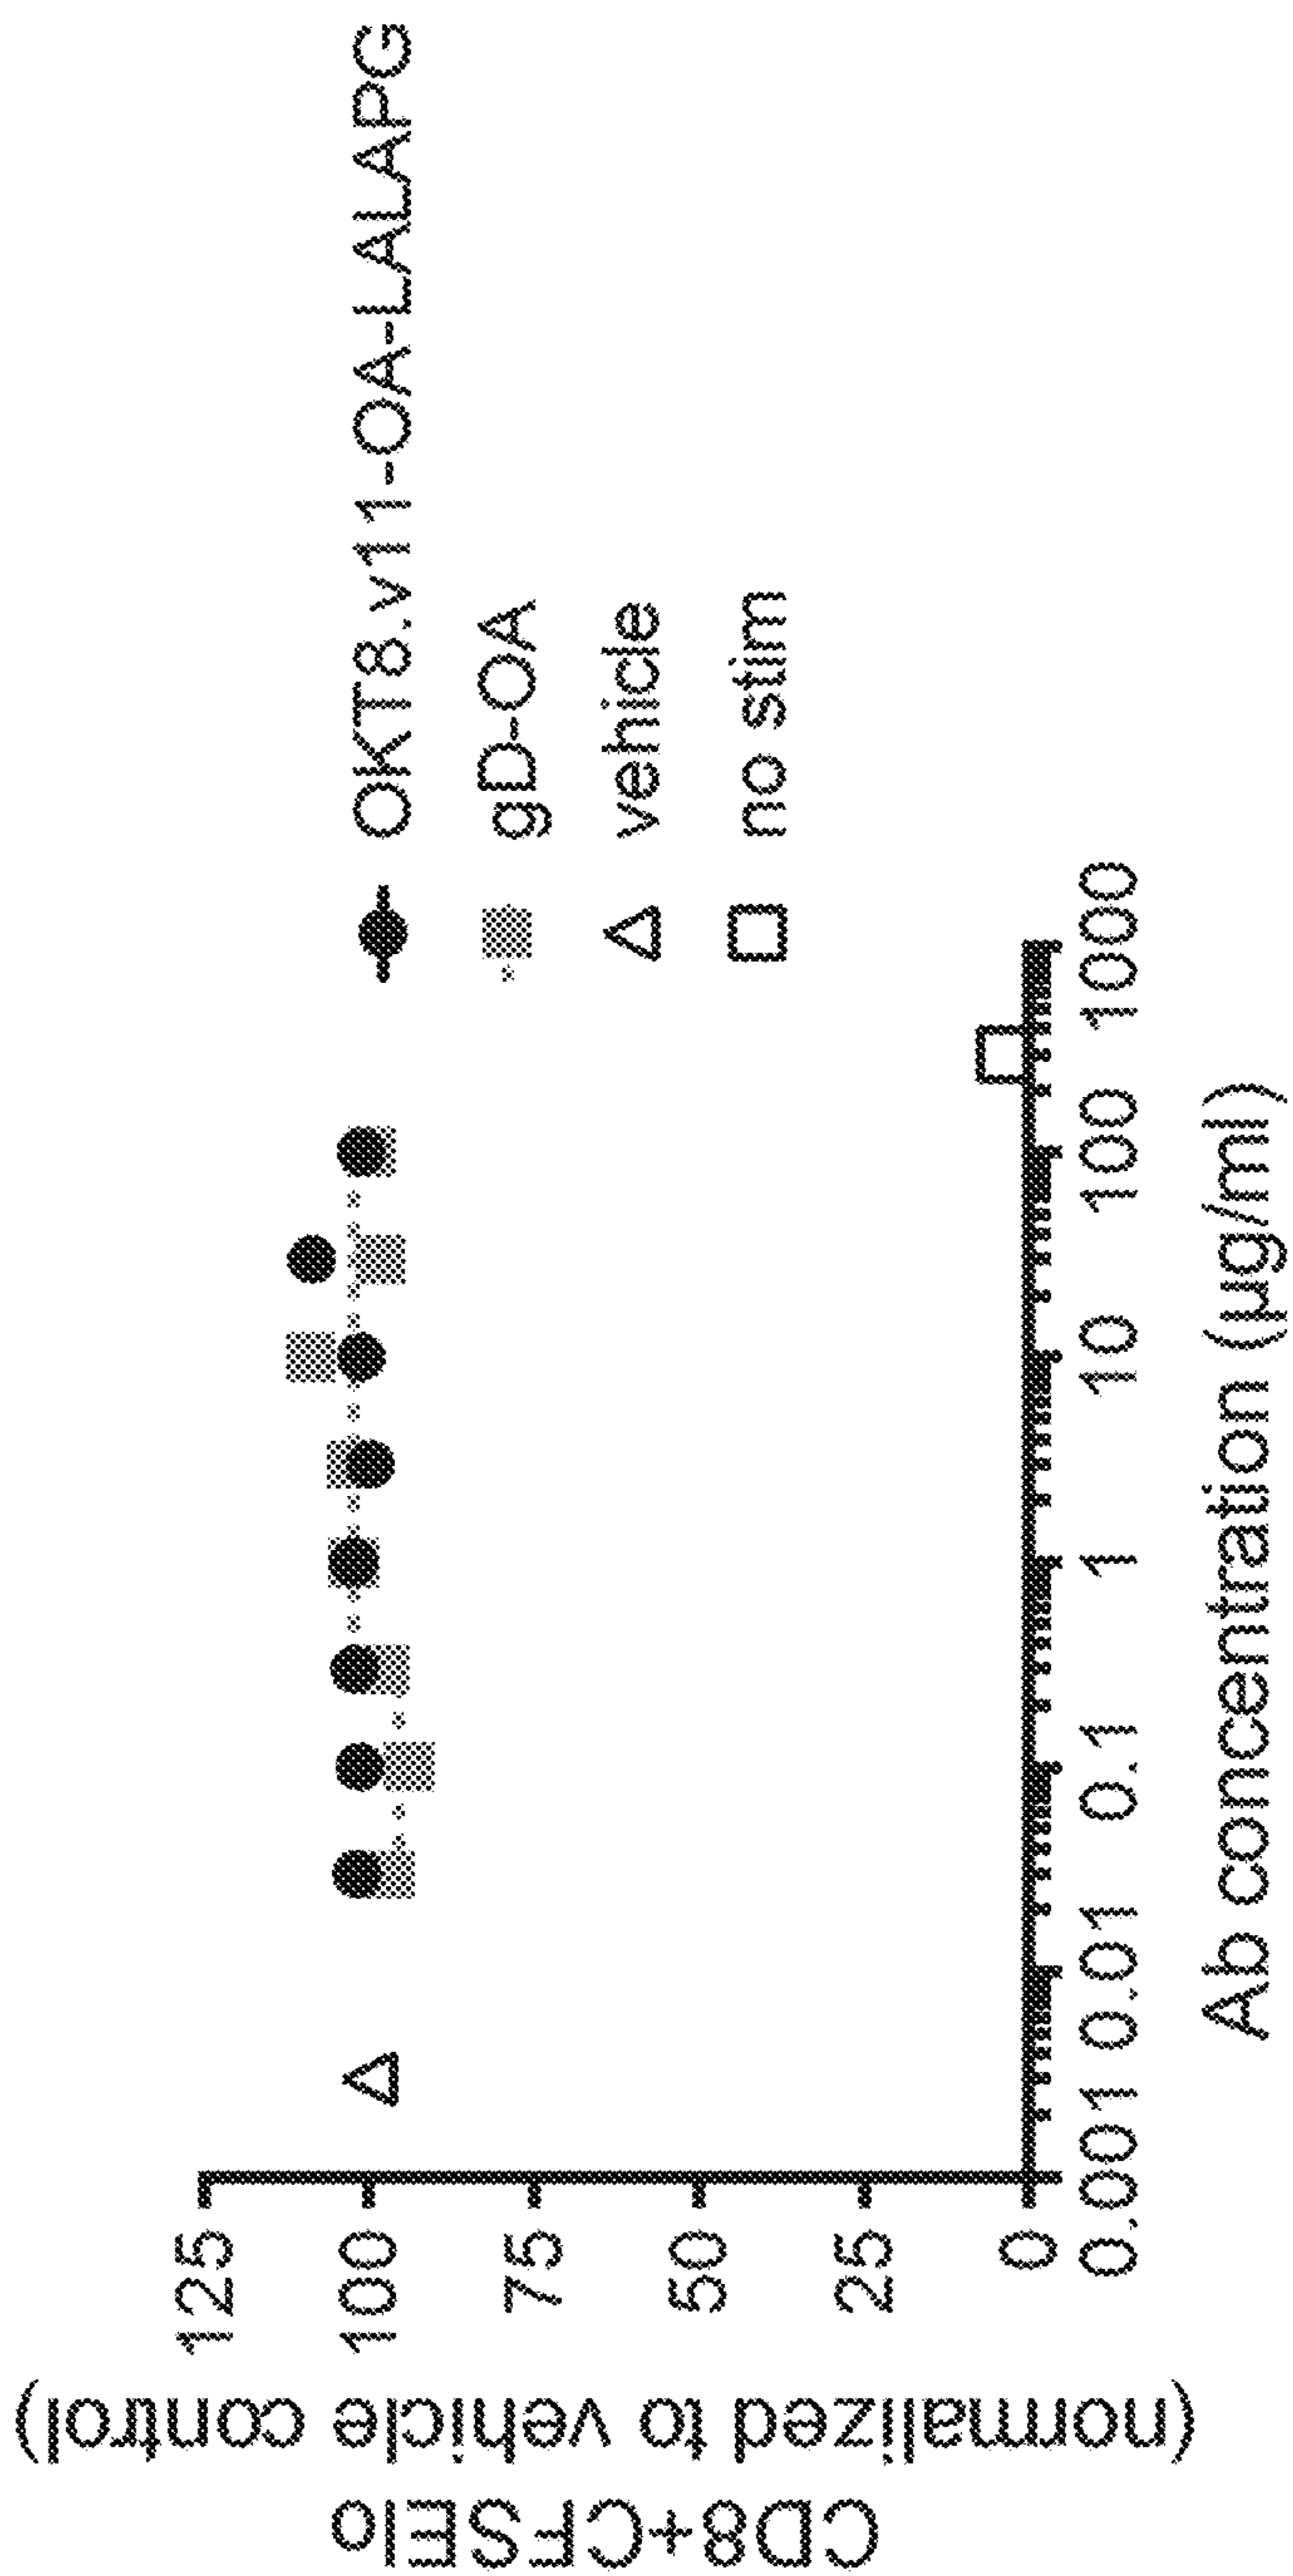 CD8+CFSElo
(normalized to vehicle control)
125
100
75
50
25
0
0.001
0.01
0.1
1
10
100
1000
Ab concentration (µg/ml)
OKT8.v11-OA-LALAPG
gD-OA
vehicle
no stim